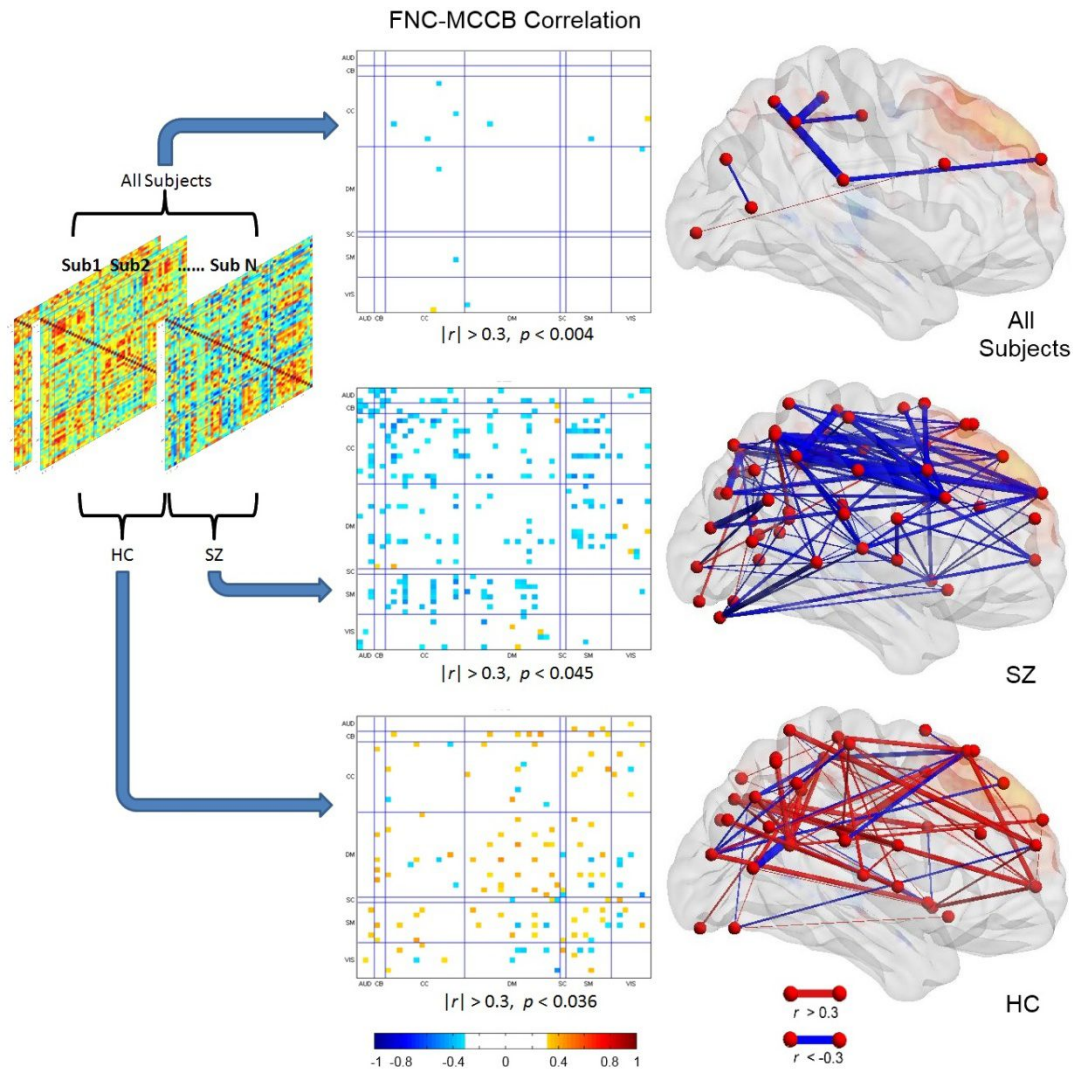 FNC-MCCB Correlation
All Subjects
Sub1 Sub2 ...... Sub N
HC
SZ
AUD
CB
CC
DM
SC
SM
VIS
AUD CB CC DM SC SM VIS
|r| > 0.3, p < 0.004
All
Subjects
AUD
CB
CC
DM
SC
SM
VIS
AUD CB CC DM SC SM VIS
|r| > 0.3, p < 0.045
SZ
AUD
CB
CC
DM
SC
SM
VIS
AUD CB CC DM SC SM VIS
|r| > 0.3, p < 0.036
HC
r > 0.3
r < -0.3
-1 -0.8 -0.4 0 0.4 0.8 1